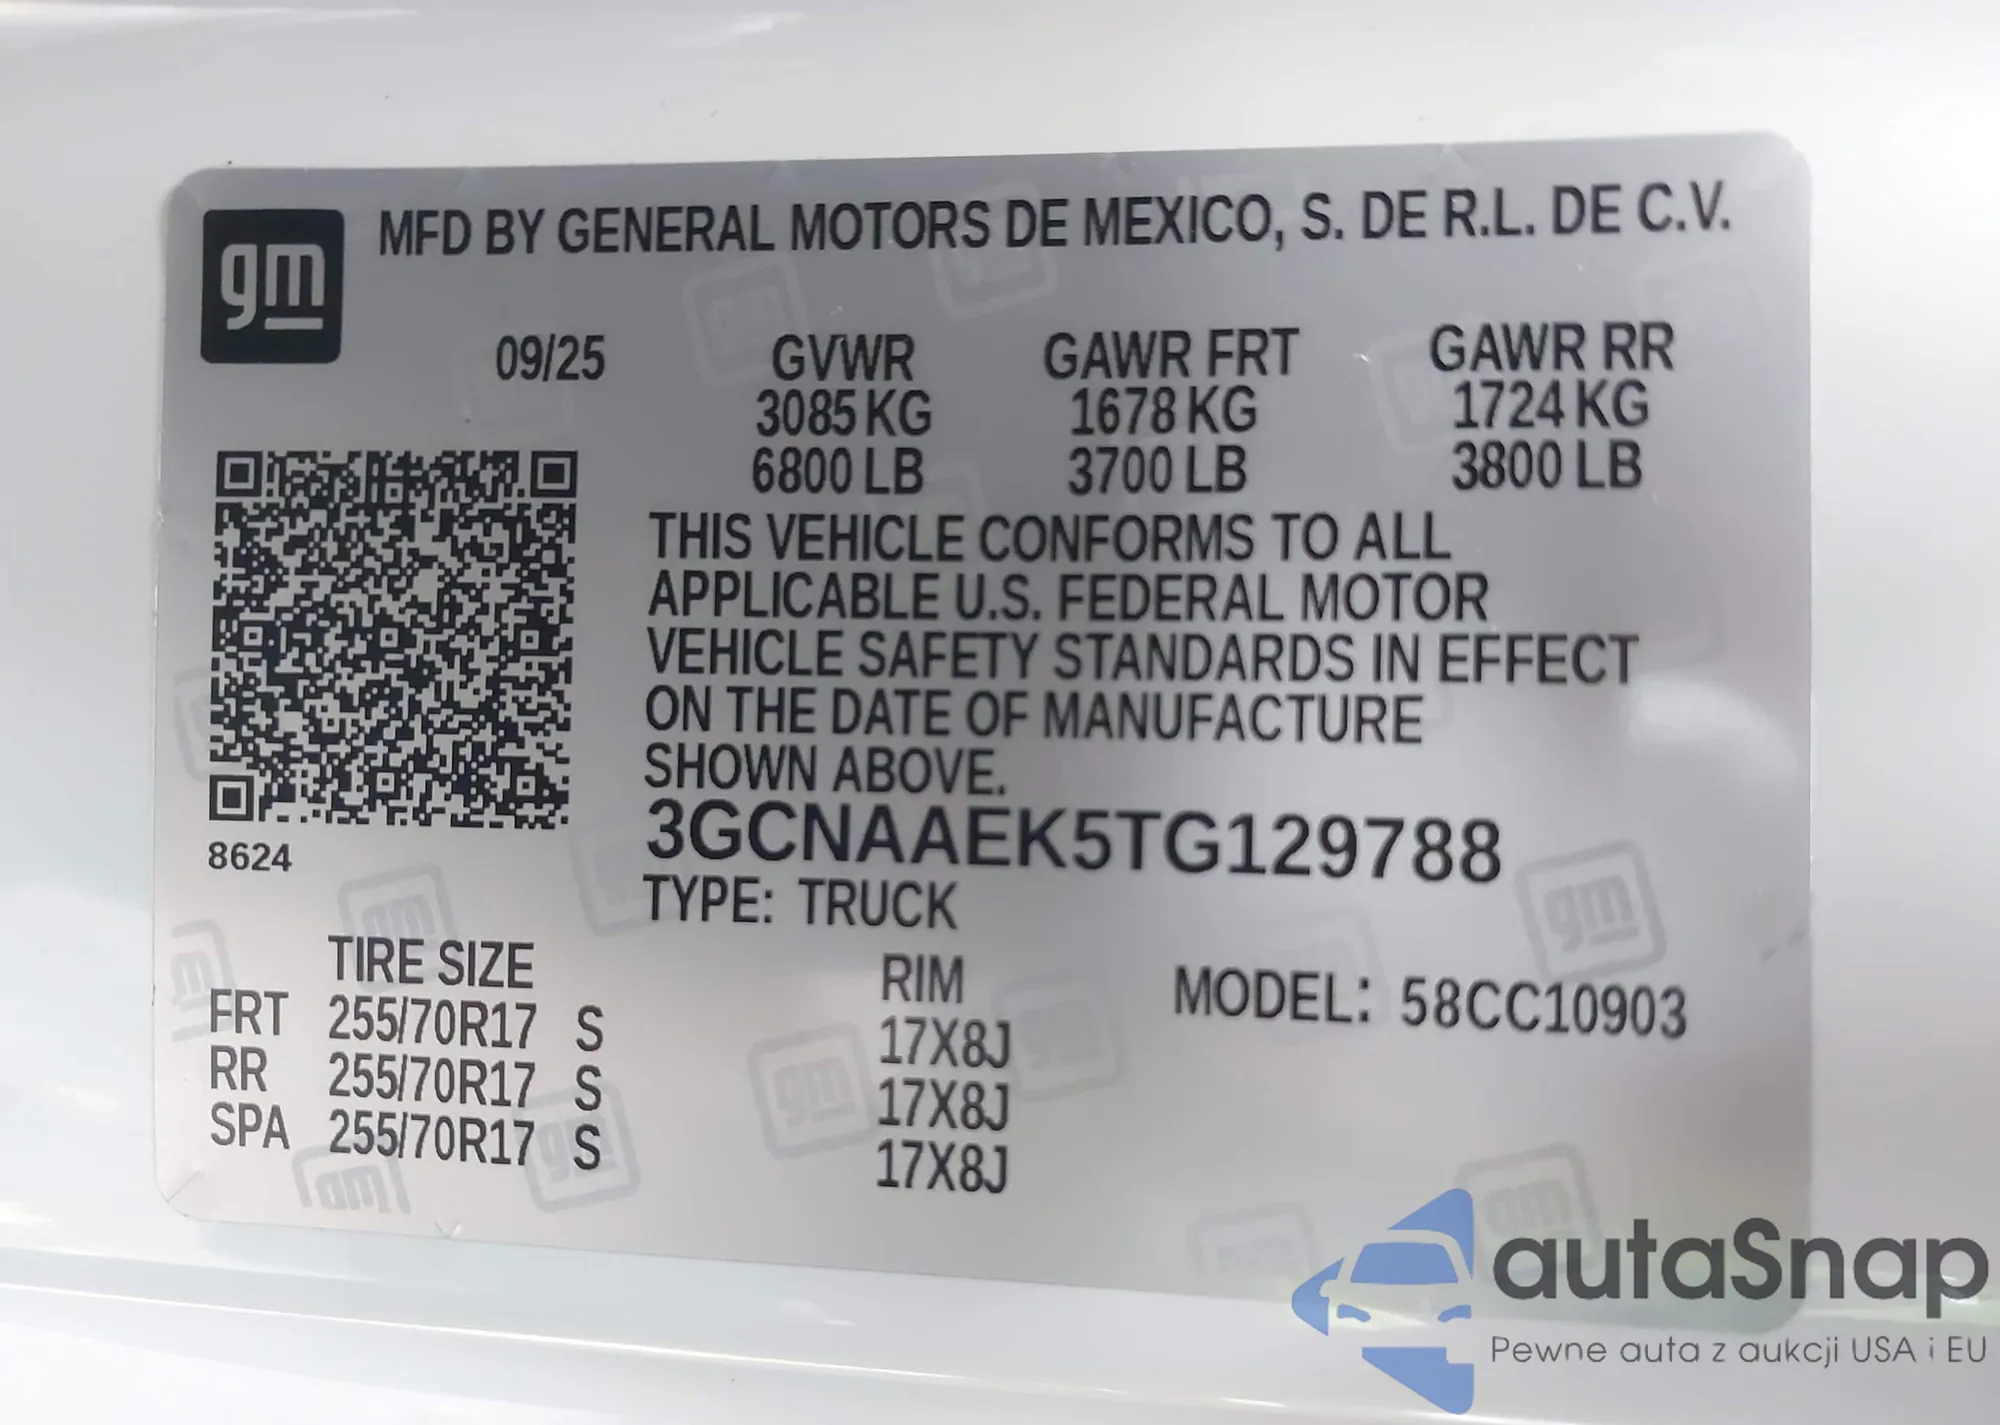 gm
MFD BY GENERAL MOTORS DE MEXICO, S. DE R.L. DE C.V.
09/25
GVWR GAWR FRT GAWR RR
3085 KG 1678 KG 1724 KG
6800 LB 3700 LB 3800 LB
THIS VEHICLE CONFORMS TO ALL
APPLICABLE U.S. FEDERAL MOTOR
VEHICLE SAFETY STANDARDS IN EFFECT
ON THE DATE OF MANUFACTURE
SHOWN ABOVE.
3GCNAAEK5TG129788
8624
TYPE: TRUCK
TIRE SIZE RIM MODEL: 58CC10903
FRT 255/70R17 S 17X8J
RR 255/70R17 S 17X8J
SPA 255/70R17 S 17X8J
autaSnap
Pewne auta z aukcji USA i EU